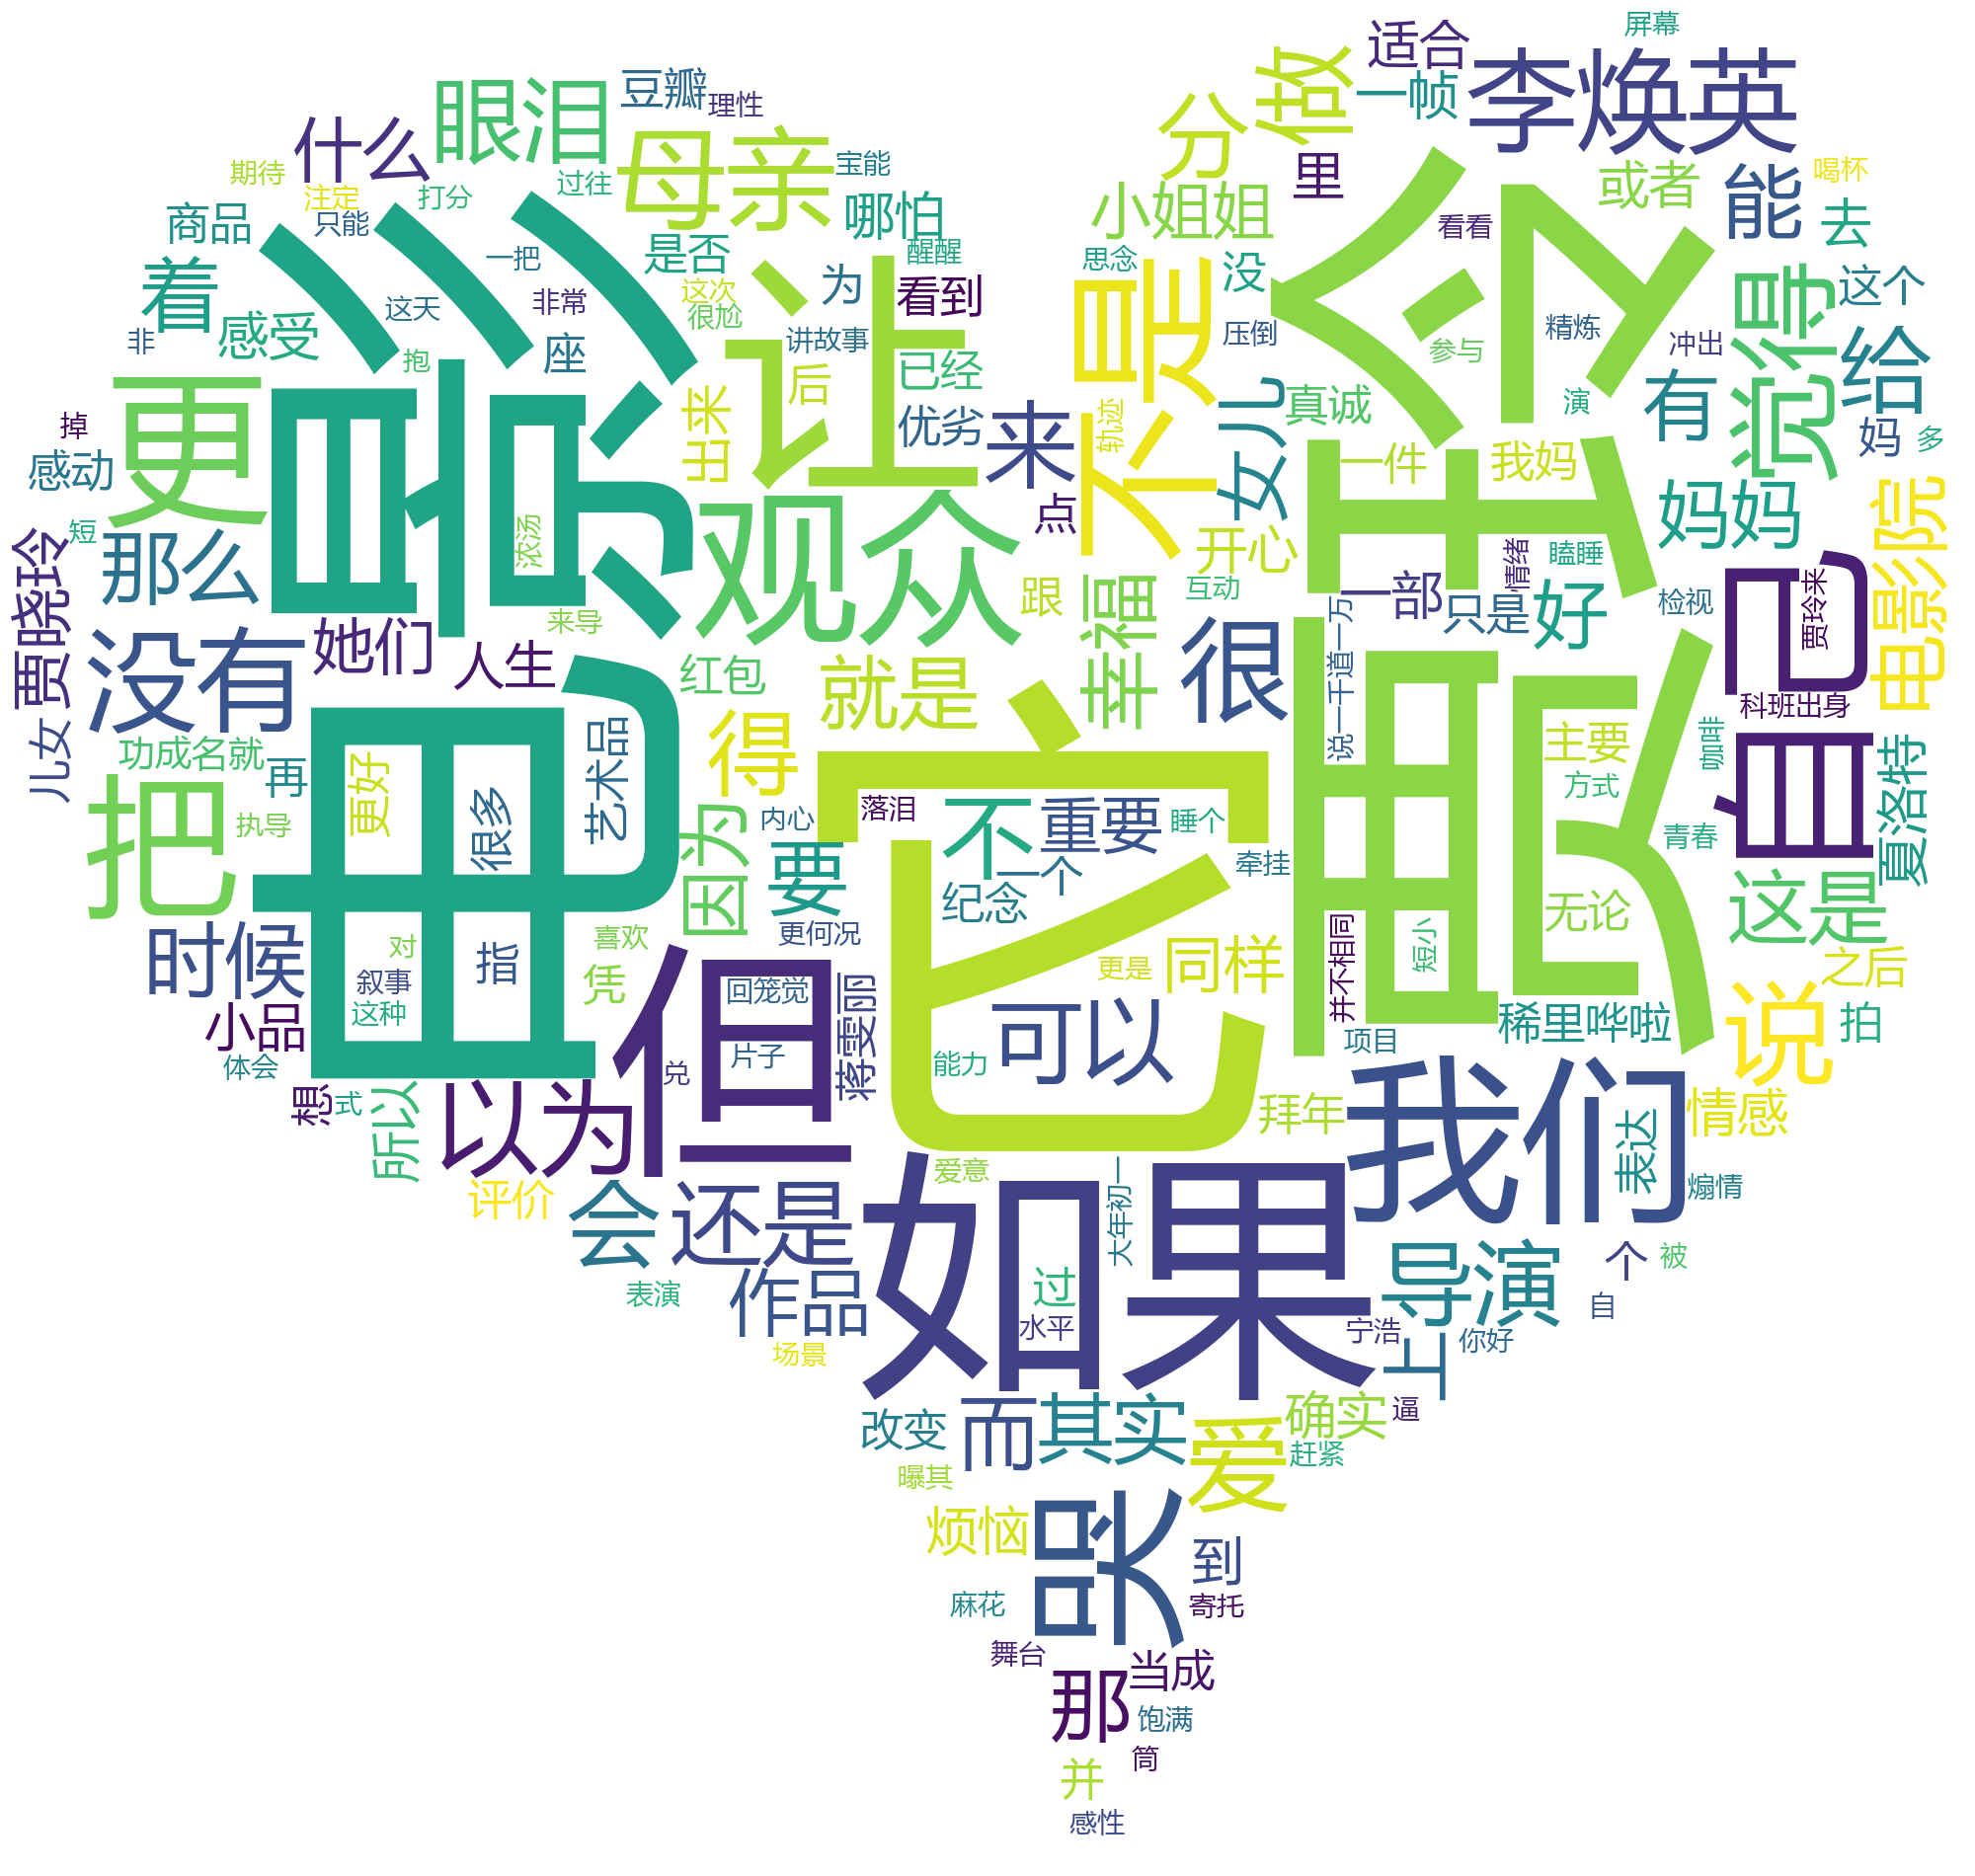 屏幕
适合
李焕英
做
一帧
豆瓣
理性
眼泪
分
什么
母亲
宝能
里
或者
能
喝杯
期待
注定
打分
过往
哪怕
小姐姐
看看
去
商品
只能
是否
醒醒
思念
没
这个
着
一把
这次
为
看到
不是
觉得
感受
这天
非常
很尬
讲故事
压倒
精炼
给
非
抱
座
让
已经
参与
冲出
电影
后
优劣
轨迹
女儿
真诚
演
有
妈
多
更
掉
感动
出来
来
一件
我妈
短
那么
浓汤
观众
点
开心
妈妈
电影院
贾晓玲
来导
跟
互动
情绪
瞌睡
贾玲
没有
她们
人生
红包
就是
幸福
很
一部
只是
好
检视
自己
贾玲来
科班出身
儿女
功成名就
再
更好
艺术品
得
说一千道一万
主要
咖啡
夏洛特
把
执导
很多
因为
内心
落泪
它
不
重要
睡个
方式
青春
要
一个
牵挂
纪念
这是
时候
对
指
喜欢
更何况
无论
叙事
凭
但
回笼觉
更是
同样
并不相同
短小
之后
小品
这种
蒋雯丽
可以
稀里哗啦
说
拍
体会
片子
能力
项目
想
式
所以
以为
兑
拜年
我们
表达
情感
评价
会
还是
爱意
如果
大年初一
煽情
表演
作品
过
导演
个
被
自
场景
水平
宁浩
上
你好
改变
而
其实
爱
确实
逼
曝其
赶紧
烦恼
哭
到
麻花
寄托
舞台
当成
那
饱满
筒
并
感性